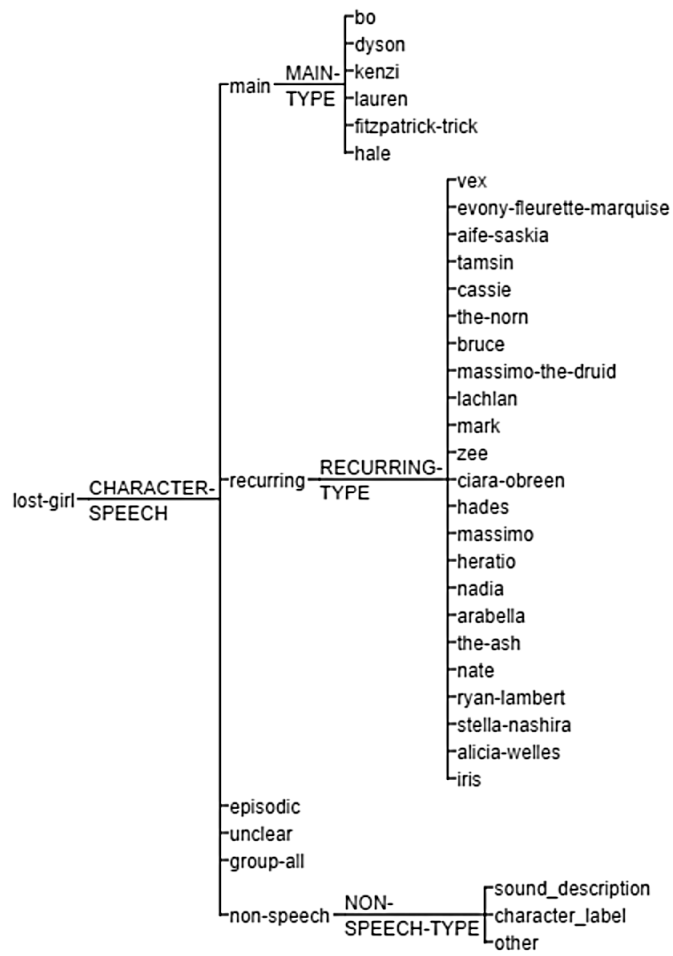 bo
dyson
main MAIN-
TYPE
kenzi
lauren
fitzpatrick-trick
hale
vex
evony-fleurette-marquise
aife-saskia
tamsin
cassie
the-norn
bruce
massimo-the-druid
lachlan
mark
zee
lost-girl CHARACTER-
SPEECH
recurring RECURRING-
TYPE
ciara-obreen
hades
massimo
heratio
nadia
arabella
the-ash
nate
ryan-lambert
stella-nashira
alicia-welles
iris
episodic
unclear
group-all
non-speech NON-
SPEECH-TYPE
sound_description
character_label
other